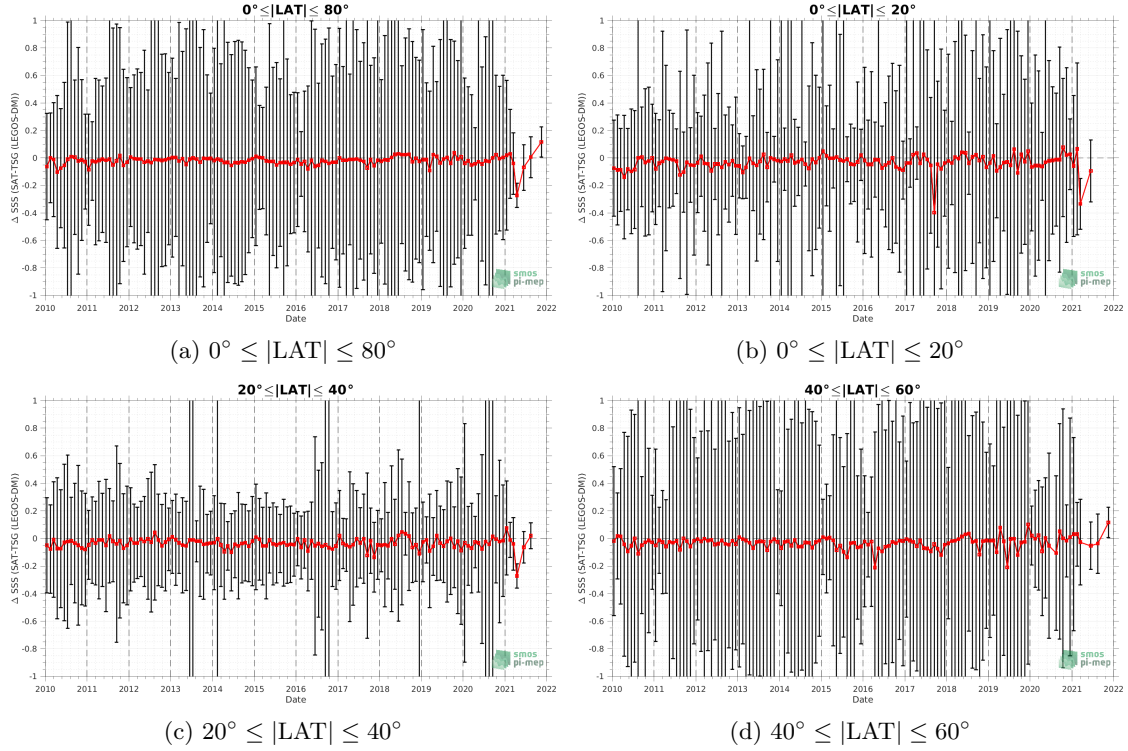 0°≤|LAT|≤ 80°
Δ SSS (SAT-TSG (LEGOS-DM))
1
0.8
0.6
0.4
0.2
0
-0.2
-0.4
-0.6
-0.8
-1
2010 2011 2012 2013 2014 2015 2016 2017 2018 2019 2020 2021 2022
Date
smos
pi-mep
(a) 0° ≤ |LAT| ≤ 80°
0°≤|LAT|≤ 20°
Δ SSS (SAT-TSG (LEGOS-DM))
1
0.8
0.6
0.4
0.2
0
-0.2
-0.4
-0.6
-0.8
-1
2010 2011 2012 2013 2014 2015 2016 2017 2018 2019 2020 2021 2022
Date
smos
pi-mep
(b) 0° ≤ |LAT| ≤ 20°
20°≤|LAT|≤ 40°
Δ SSS (SAT-TSG (LEGOS-DM))
1
0.8
0.6
0.4
0.2
0
-0.2
-0.4
-0.6
-0.8
-1
2010 2011 2012 2013 2014 2015 2016 2017 2018 2019 2020 2021 2022
Date
smos
pi-mep
(c) 20° ≤ |LAT| ≤ 40°
40°≤|LAT|≤ 60°
Δ SSS (SAT-TSG (LEGOS-DM))
1
0.8
0.6
0.4
0.2
0
-0.2
-0.4
-0.6
-0.8
-1
2010 2011 2012 2013 2014 2015 2016 2017 2018 2019 2020 2021 2022
Date
smos
pi-mep
(d) 40° ≤ |LAT| ≤ 60°